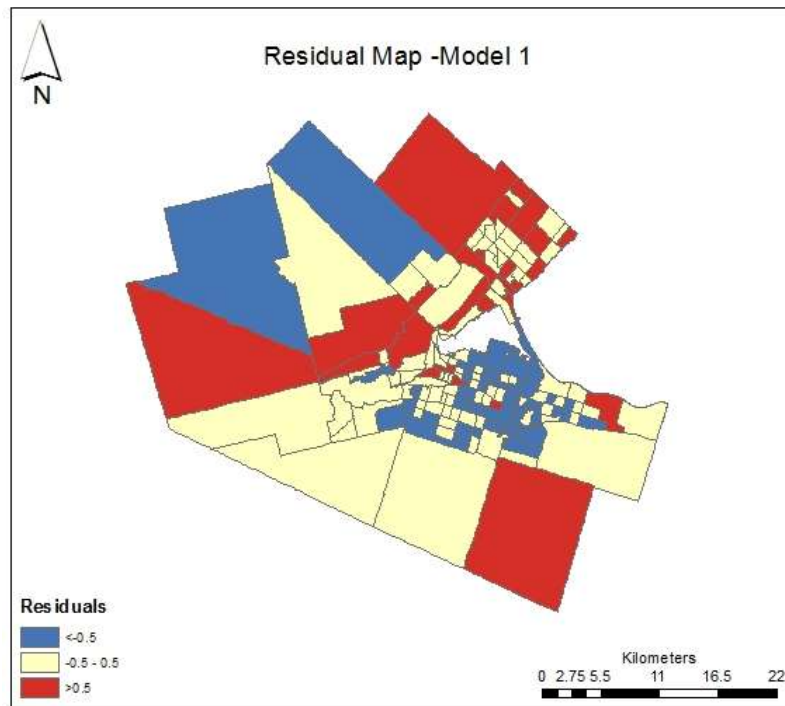 Residual Map -Model 1
N
Residuals
<-0.5
-0.5 - 0.5
>0.5
Kilometers
0 2.75 5.5 11 16.5 22